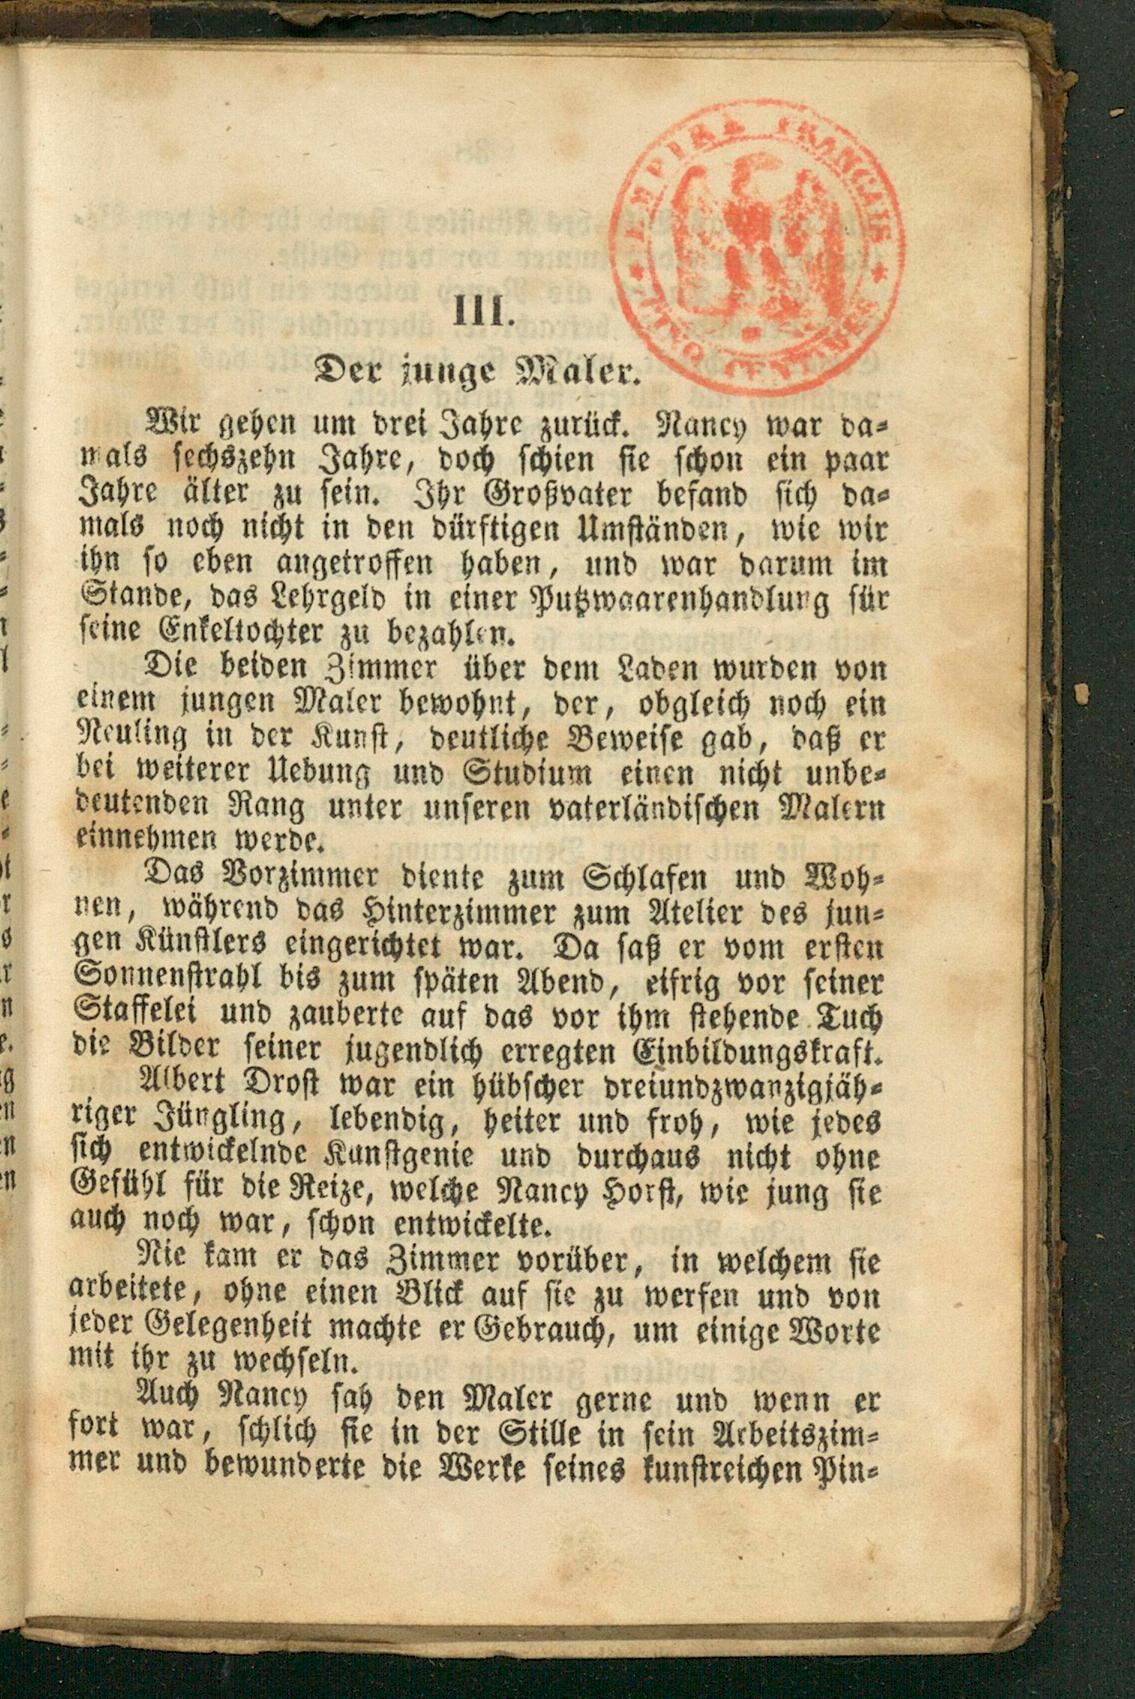 EMPIRE FRANÇAIS
CINQ CENTIMES
III.
Der junge Maler.
Wir gehen um drei Jahre zurück. Nancy war da-
mals sechszehn Jahre, doch schien sie schon ein paar
Jahre älter zu sein. Ihr Großvater befand sich da-
mals noch nicht in den dürftigen Umständen, wie wir
ihn so eben angetroffen haben, und war darum im
Stande, das Lehrgeld in einer Putzwaarenhandlung für
seine Enkeltochter zu bezahlen.
Die beiden Zimmer über dem Laden wurden von
einem jungen Maler bewohnt, der, obgleich noch ein
Neuling in der Kunst, deutliche Beweise gab, daß er
bei weiterer Uebung und Studium einen nicht unbe-
deutenden Rang unter unseren vaterländischen Malern
einnehmen werde.
Das Vorzimmer diente zum Schlafen und Woh-
nen, während das Hinterzimmer zum Atelier des jun-
gen Künstlers eingerichtet war. Da saß er vom ersten
Sonnenstrahl bis zum späten Abend, eifrig vor seiner
Staffelei und zauberte auf das vor ihm stehende Tuch
die Bilder seiner jugendlich erregten Einbildungskraft.
Albert Drost war ein hübscher dreiundzwanzigjäh-
riger Jüngling, lebendig, heiter und froh, wie jedes
sich entwickelnde Kunstgenie und durchaus nicht ohne
Gefühl für die Reize, welche Nancy Horst, wie jung sie
auch noch war, schon entwickelte.
Nie kam er das Zimmer vorüber, in welchem sie
arbeitete, ohne einen Blick auf sie zu werfen und von
jeder Gelegenheit machte er Gebrauch, um einige Worte
mit ihr zu wechseln.
Auch Nancy sah den Maler gerne und wenn er
fort war, schlich sie in der Stille in sein Arbeitszim-
mer und bewunderte die Werke seines kunstreichen Pin-